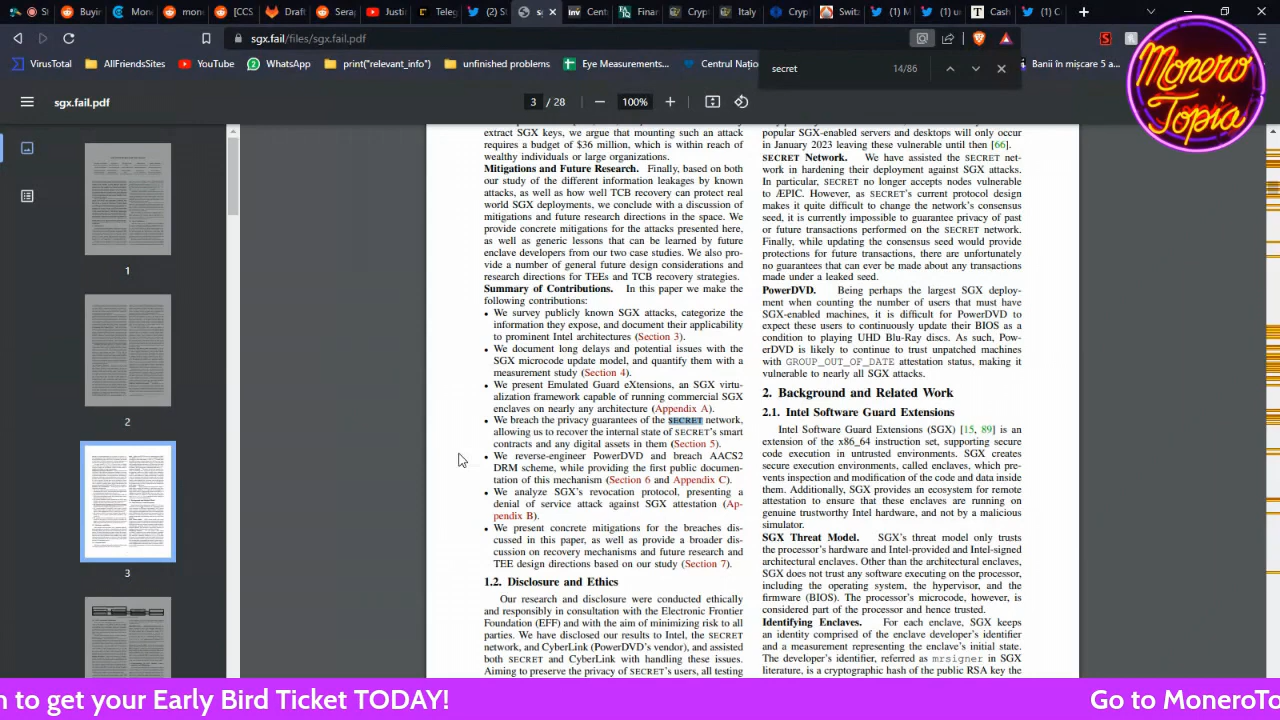 S
Buyin
Mone
mone
[CCS
Draft
Sera
Justi
Teleg
(2) S
s
Cent
Finar
Cryp
Italy
Cryp
Switz
(1) M
(1) u
Cash
(1) C
sgx.fail/files/sgx.fail.pdf
VirusTotal
AllFriendsSites
YouTube
WhatsApp
print("relevant_info")
unfinished problems
Eye Measurements...
Centrul Națio
Banii în mișcare 5 a...
secret
14/86
Monero
Topia
sgx.fail.pdf
3 / 28
100%
1
2
3
extract SGX keys, we argue that mounting such an attack
wealthy individuals or large organizations.
Mitigations and Future Research. Finally, based on both
our study of the different information leakages by known
attacks, as well as how well TCB recovery can protect real
world SGX deployments, we conclude with a discussion of
mitigations and future research directions in the space. We
provide concrete mitigations for the attacks presented here,
as well as generic lessons that can be learned by future
enclave developers from our two case studies. We also pro-
vide a number of general future design considerations and
research directions for TEEs and TCB recovery strategies.
Summary of Contributions. In this paper we make the
following contributions:
• We survey publicly known SGX attacks, categorize the
information they expose, and document their applicability
to prominent Intel architectures (Section 3).
• We document long delays and potential issues with the
SGX microcode update model, and quantify them with a
measurement study (Section 4).
• We present Emulated Guard eXtensions, an SGX virtu-
alization framework capable of running commercial SGX
enclaves on nearly any architecture (Appendix A).
• We breach the privacy guarantees of the SECRET network,
allowing us to recover the internal state of SECRET's smart
contracts and any digital assets in them (Section 5).
• We reverse engineer PowerDVD and breach AACS2
DRM protection, while providing the first public documen-
tation of its mechanism (Section 6 and Appendix C).
• We analyze SGX's revocation protocol, presenting a
denial of service attack against SGX attestation (Ap-
pendix B).
• We present concrete mitigations for the breaches dis-
cussed in this paper, as well as provide a broader dis-
cussion on recovery mechanisms and future research and
TEE design directions based on our study (Section 7).
1.2. Disclosure and Ethics
Our research and disclosure were conducted ethically
and responsibly in consultation with the Electronic Frontier
Foundation (EFF) and with the aim of minimizing risk to all
parties. We have disclosed our results to Intel, the SECRET
network, and CyberLink (PowerDVD's vendor), and assisted
both SECRET and CyberLink with handling these issues.
Aiming to preserve the privacy of SECRET's users, all testing
popular SGX-enabled servers and desktops will only occur
in January 2023 leaving these vulnerable until then [66].
SECRET Network. We have assisted the SECRET net-
work in hardening their deployment against SGX attacks.
In particular, SECRET no longer accepts nodes vulnerable
to ÆPIC. However, as SECRET's current protocol design
makes it quite difficult to change the network's consensus
seed, it is currently impossible to guarantee privacy of past
or future transactions performed on the SECRET network.
Finally, while updating the consensus seed would provide
protections for future transactions, there are unfortunately
no guarantees that can ever be made about any transactions
made under a leaked seed.
PowerDVD. Being perhaps the largest SGX deploy-
ment when counting the number of users that must have
SGX-enabled machines, it is difficult for PowerDVD to
expect these users to continuously update their BIOS as a
condition to playing UHD Blu-Ray discs. As such, Pow-
erDVD is likely to continue to trust unpatched machines
with GROUP_OUT_OF_DATE attestation status, making it
vulnerable to nearly all SGX attacks.
2. Background and Related Work
2.1. Intel Software Guard Extensions
Intel Software Guard Extensions (SGX) [15, 89] is an
extension of the x86_64 instruction set, supporting secure
code execution in untrusted environments. SGX creates
secure execution environments, called enclaves, which pre-
vents inspection and modification of the code and data inside
them. Additionally, SGX provides an ecosystem for remote
attestation to ensure that these enclaves are running on
genuine trustworthy Intel hardware, and not by a malicious
simulator.
SGX Threat Model. SGX's threat model only trusts
the processor's hardware and Intel-provided and Intel-signed
architectural enclaves. Other than the architectural enclaves,
SGX does not trust any software executing on the processor,
including the operating system, the hypervisor, and the
firmware (BIOS). The processor's microcode, however, is
considered part of the processor and hence trusted.
Identifying Enclaves. For each enclave, SGX keeps
an identity composed of the enclave developer's identifier
and a measurement representing the enclave's initial state.
The developer's identifier, referred as mrsigner in SGX
literature, is a cryptographic hash of the public RSA key the
n to get your Early Bird Ticket TODAY!
Go to MoneroTo